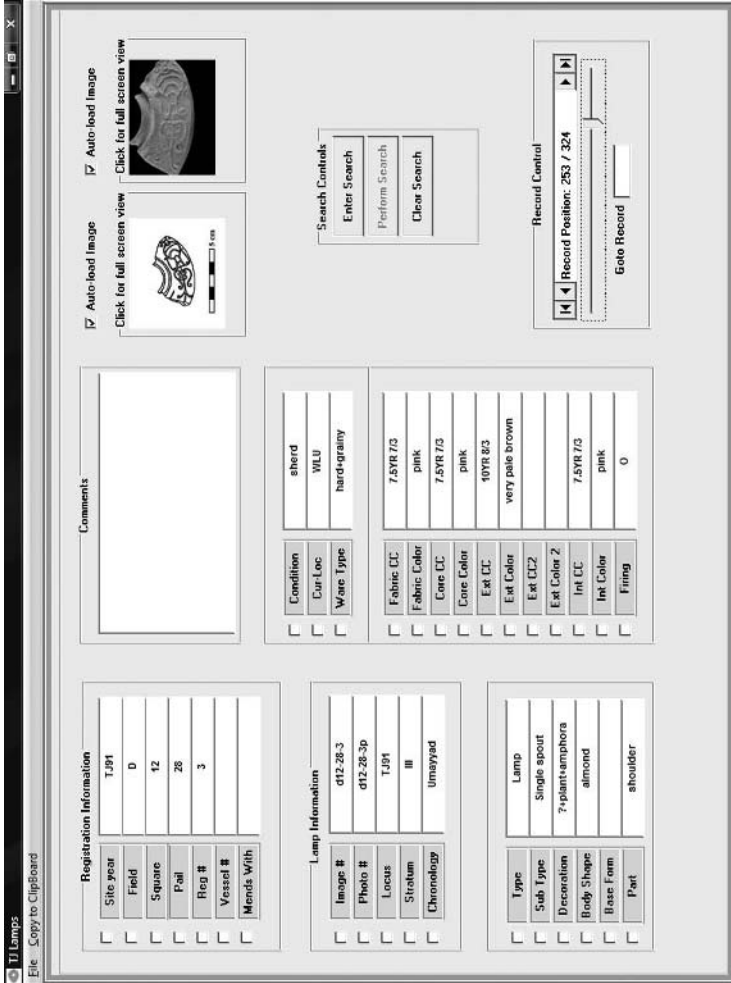 TJ Lamps
File Copy to ClipBoard
Registration Information
Site year TJ91
Field D
Square 12
Pail 28
Reg # 3
Vessel #
Mends With
Lamp Information
Image # d12-28-3
Photo # d12-28-3p
Locus TJ91
Stratum III
Chronology Umayyad
Type Lamp
Sub Type Single spout
Decoration ?+plant+amphora
Body Shape almond
Base Form
Part shoulder
Comments
Condition sherd
Cur-Loc WLU
Ware Type hard+grainy
Fabric CC 7.5YR 7/3
Fabric Color pink
Core CC 7.5YR 7/3
Core Color pink
Ext CC 10YR 8/3
Ext Color very pale brown
Ext CC2
Ext Color 2
Int CC 7.5YR 7/3
Int Color pink
Firing O
Auto-load Image
Click for full screen view
5 cm
Auto-load Image
Click for full screen view
Search Controls
Enter Search
Perform Search
Clear Search
Record Control
Record Position: 253 / 324
Goto Record